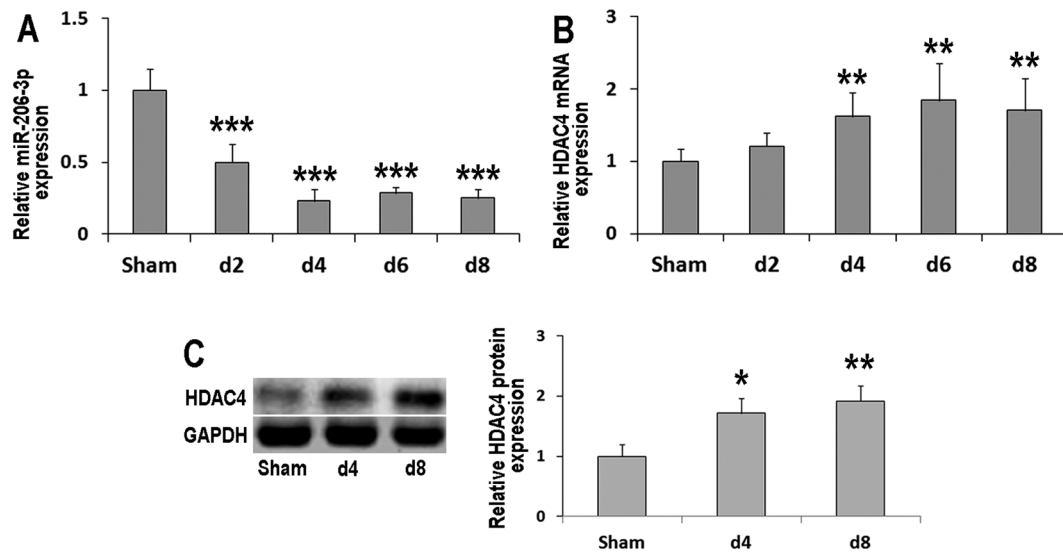 A
Relative miR-206-3p
expression
1.5
1
0.5
0
***
***
***
***
Sham d2 d4 d6 d8
B
Relative HDAC4 mRNA
expression
3
2
1
0
**
**
**
Sham d2 d4 d6 d8
C
HDAC4
GAPDH
Sham d4 d8
Relative HDAC4 protein
expression
3
2
1
0
*
**
Sham d4 d8